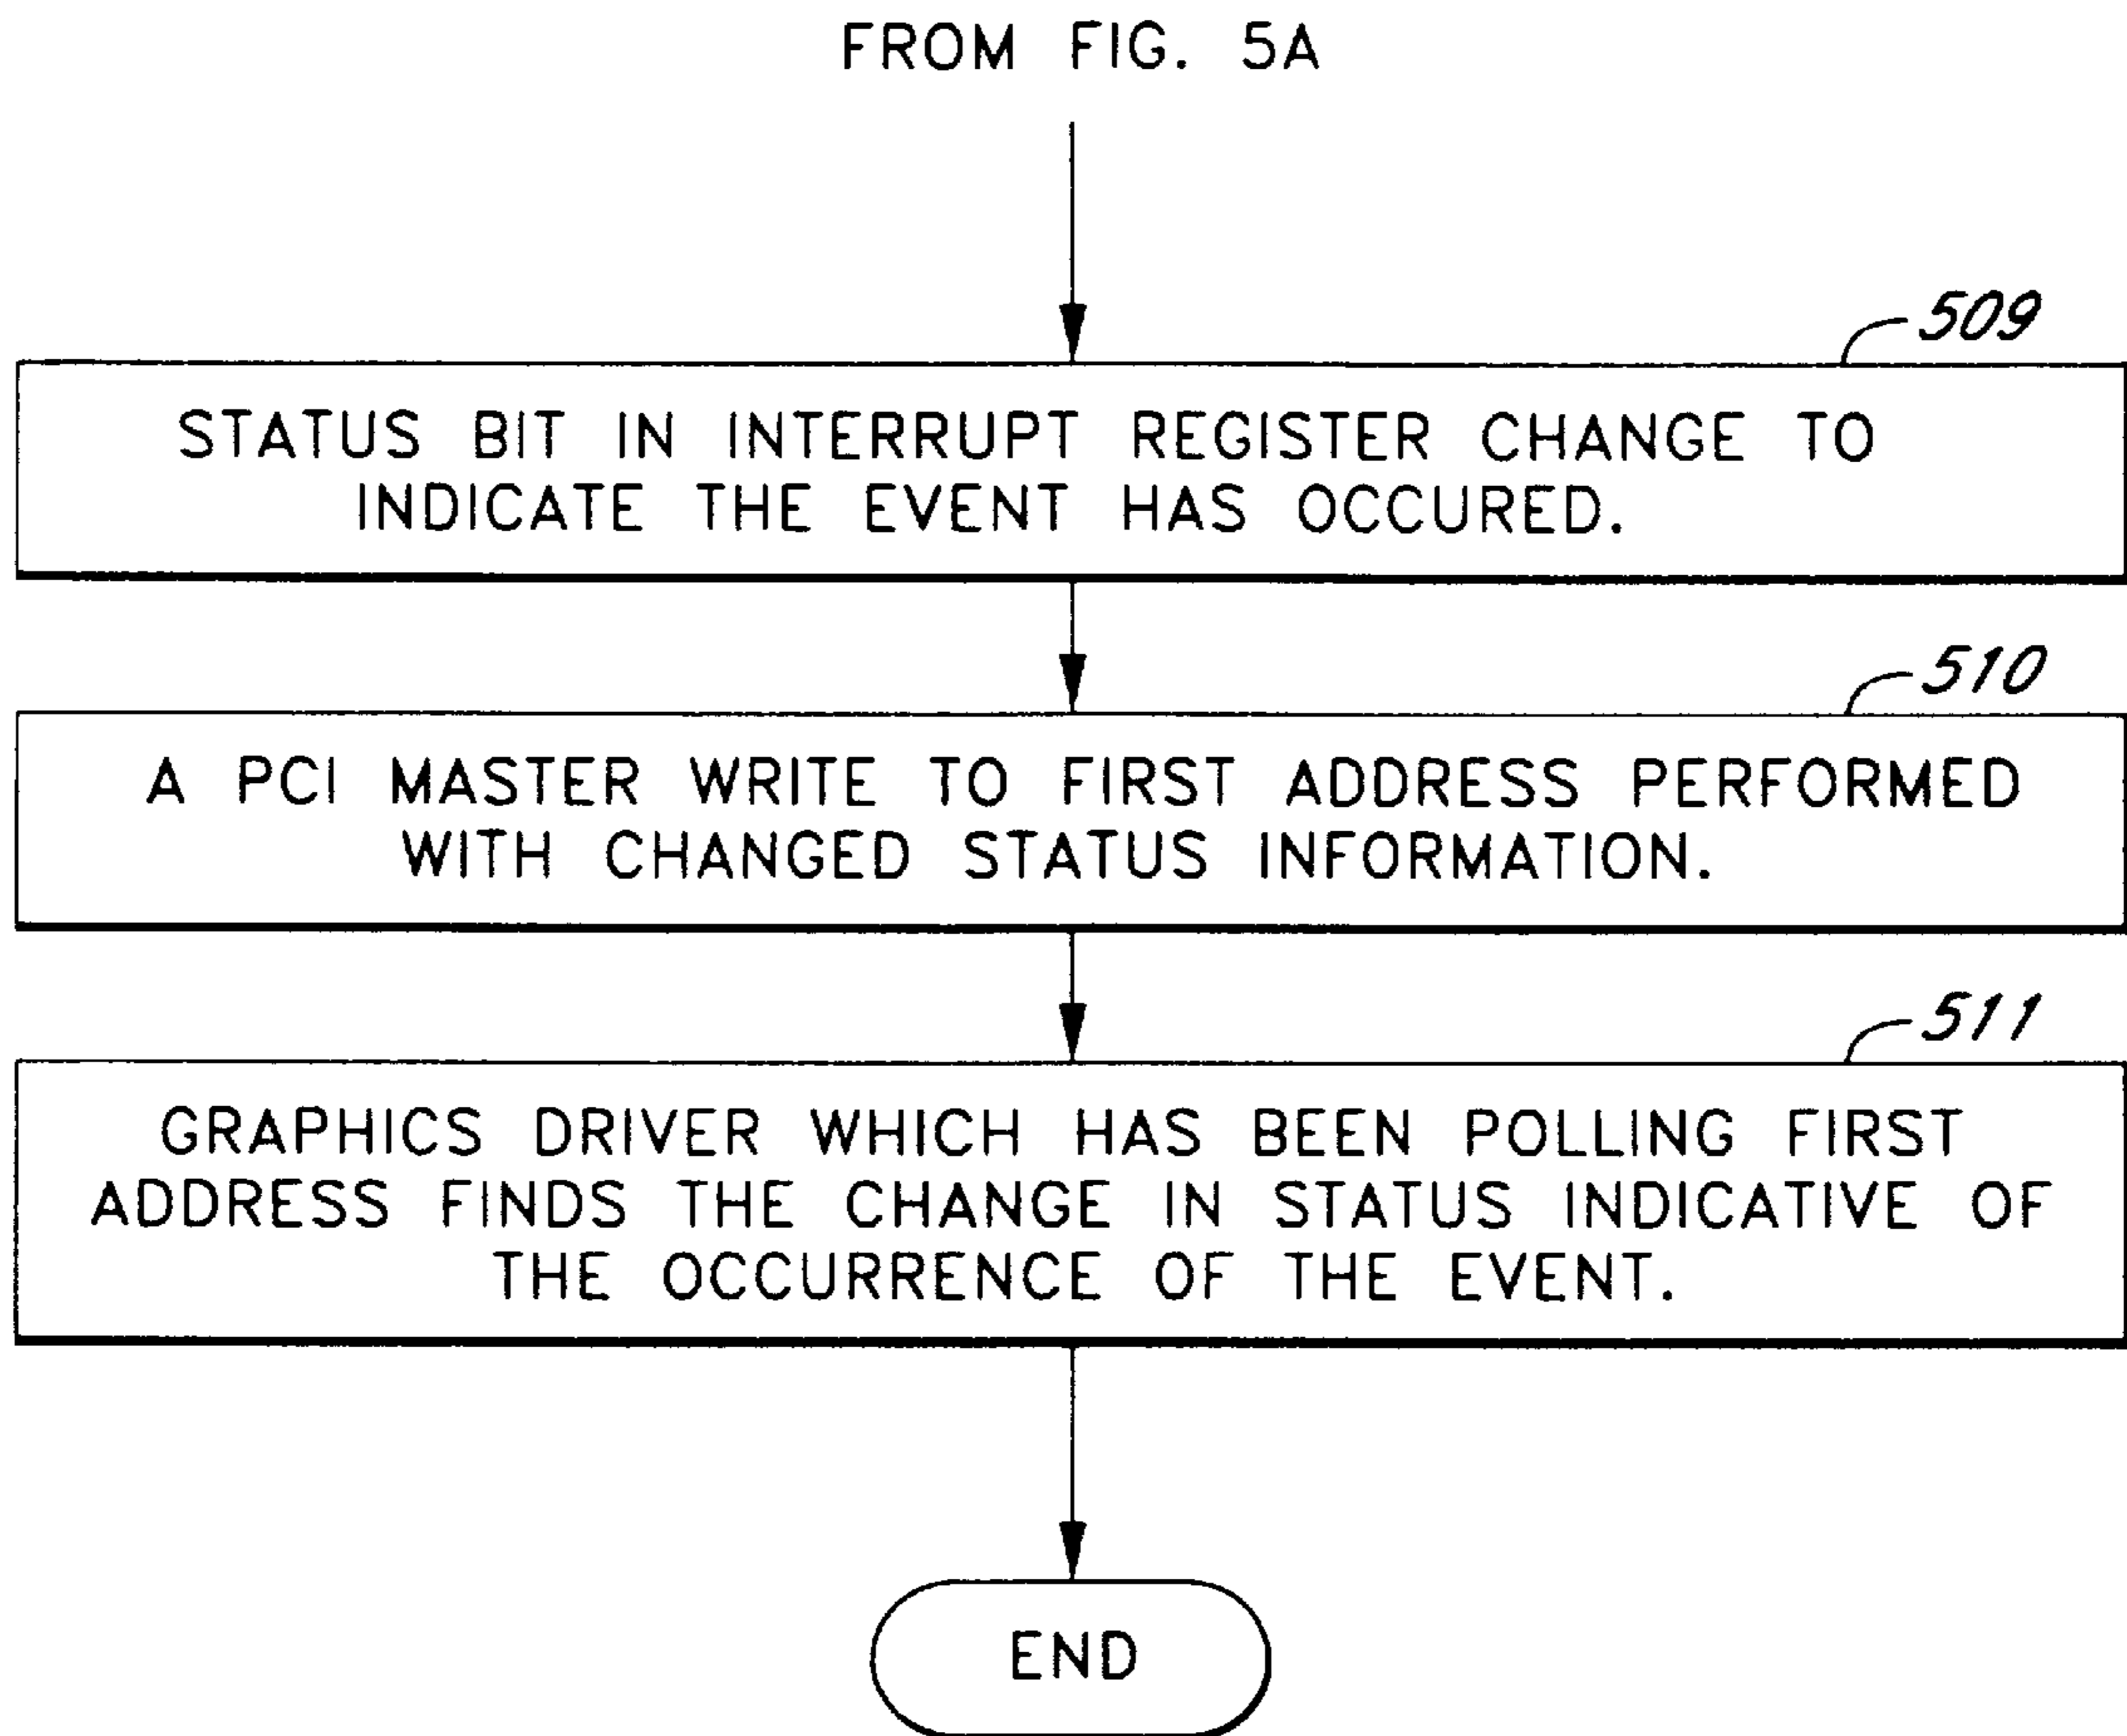 FROM FIG. 5A
509
STATUS BIT IN INTERRUPT REGISTER CHANGE TO
INDICATE THE EVENT HAS OCCURED.
510
A PCI MASTER WRITE TO FIRST ADDRESS PERFORMED
WITH CHANGED STATUS INFORMATION.
511
GRAPHICS DRIVER WHICH HAS BEEN POLLING FIRST
ADDRESS FINDS THE CHANGE IN STATUS INDICATIVE OF
THE OCCURRENCE OF THE EVENT.
END